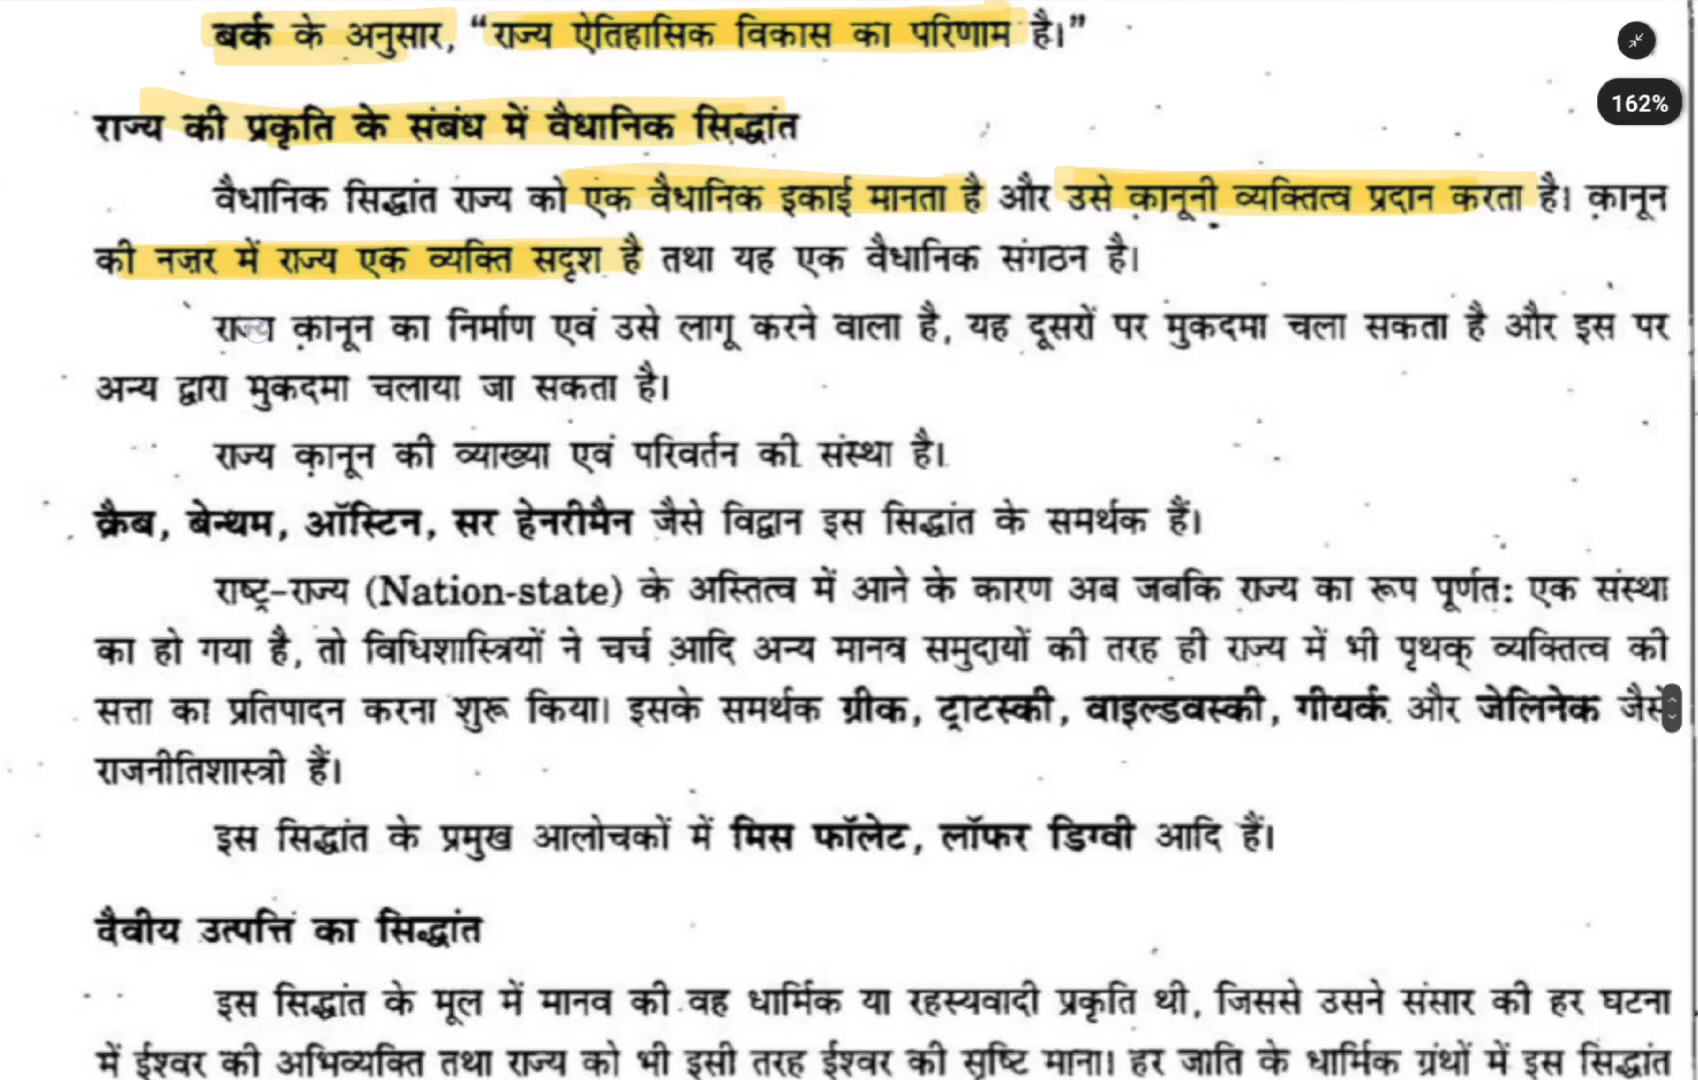 बर्क के अनुसार, “राज्य ऐतिहासिक विकास का परिणाम है।”
162%
राज्य की प्रकृति के संबंध में वैधानिक सिद्धांत
वैधानिक सिद्धांत राज्य को एक वैधानिक इकाई मानता है और उसे क़ानूनी व्यक्तित्व प्रदान करता है। क़ानून
की नज़र में राज्य एक व्यक्ति सदृश है तथा यह एक वैधानिक संगठन है।
राज्य क़ानून का निर्माण एवं उसे लागू करने वाला है, यह दूसरों पर मुकदमा चला सकता है और इस पर
अन्य द्वारा मुकदमा चलाया जा सकता है।
राज्य क़ानून की व्याख्या एवं परिवर्तन की संस्था है।
क्रैब, बेन्थम, ऑस्टिन, सर हेनरीमैन जैसे विद्वान इस सिद्धांत के समर्थक हैं।
राष्ट्र-राज्य (Nation-state) के अस्तित्व में आने के कारण अब जबकि राज्य का रूप पूर्णत: एक संस्था
का हो गया है, तो विधिशास्त्रियों ने चर्च आदि अन्य मानव समुदायों की तरह ही राज्य में भी पृथक् व्यक्तित्व की
सत्ता का प्रतिपादन करना शुरू किया। इसके समर्थक ग्रीक, ट्राटस्की, वाइल्डवस्की, गीयर्क और जेलिनेक जैसे
राजनीतिशास्त्री हैं।
इस सिद्धांत के प्रमुख आलोचकों में मिस फॉलेट, लॉफर डिग्वी आदि हैं।
दैवीय उत्पत्ति का सिद्धांत
इस सिद्धांत के मूल में मानव की वह धार्मिक या रहस्यवादी प्रकृति थी, जिससे उसने संसार की हर घटना
में ईश्वर की अभिव्यक्ति तथा राज्य को भी इसी तरह ईश्वर की सृष्टि माना। हर जाति के धार्मिक ग्रंथों में इस सिद्धांत